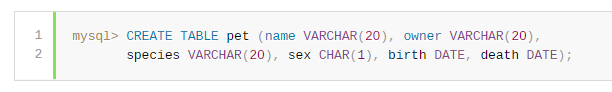 1 mysql> CREATE TABLE pet (name VARCHAR(20), owner VARCHAR(20),
2 species VARCHAR(20), sex CHAR(1), birth DATE, death DATE);